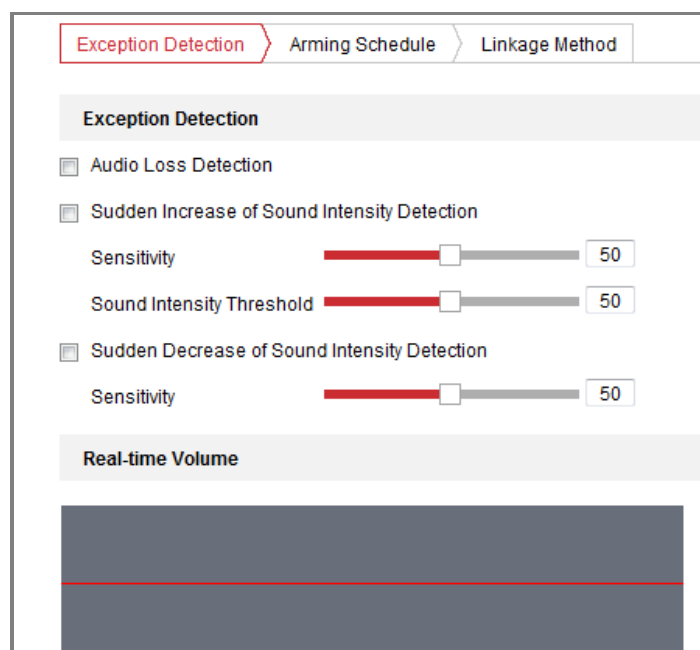 Exception Detection Arming Schedule Linkage Method
Exception Detection
Audio Loss Detection
Sudden Increase of Sound Intensity Detection
Sensitivity 50
Sound Intensity Threshold 50
Sudden Decrease of Sound Intensity Detection
Sensitivity 50
Real-time Volume